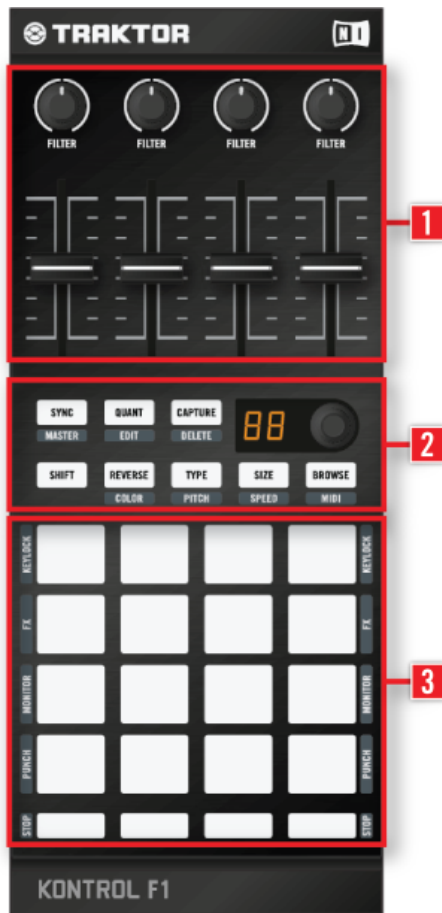 TRAKTOR NI
FILTER FILTER FILTER FILTER
1
SYNC QUANT CAPTURE 88
MASTER EDIT DELETE
2
SHIFT REVERSE TYPE SIZE BROWSE
COLOR PITCH SPEED MIDI
KEYLOCK KEYLOCK
FX FX
3
MONITOR MONITOR
PUNCH PUNCH
STOP STOP
KONTROL F1